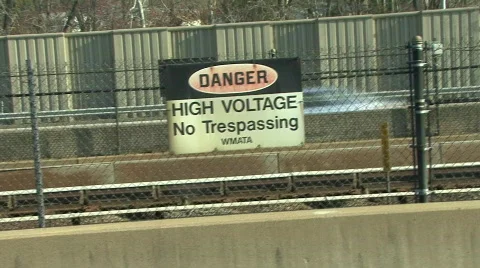 DANGER
HIGH VOLTAGE
No Trespassing
WMATA